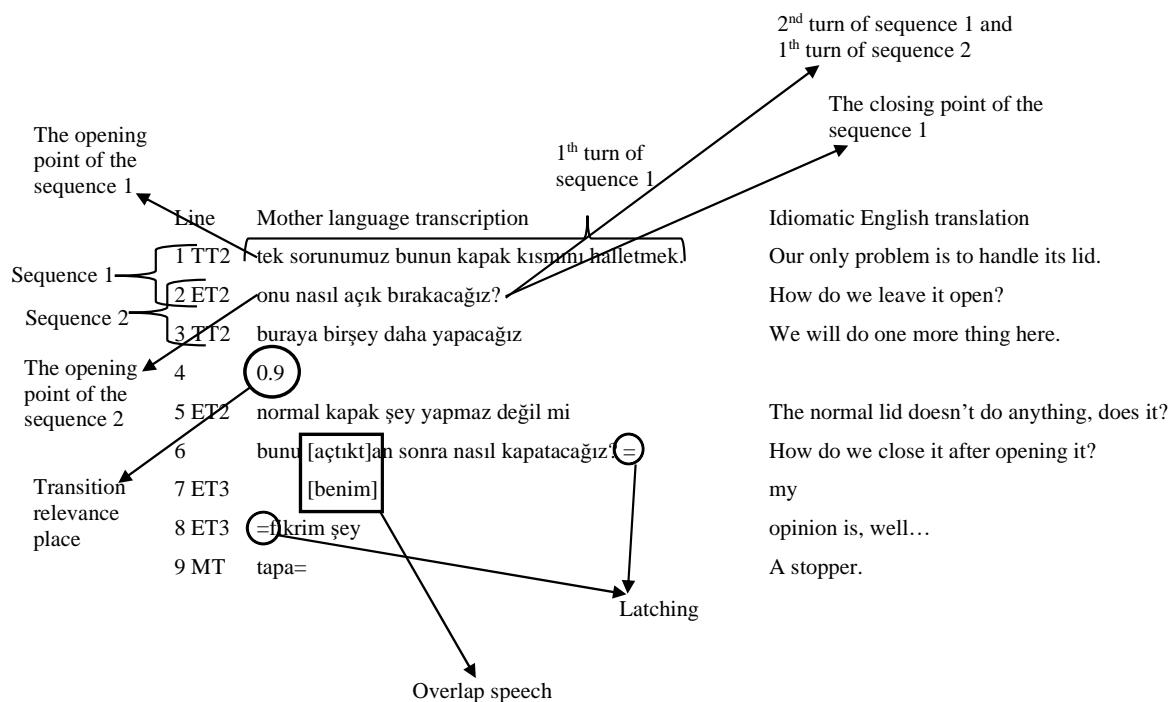 2nd turn of sequence 1 and
1th turn of sequence 2
The closing point of the
sequence 1
The opening
point of the
sequence 1
1th turn of
sequence 1
Line Mother language transcription Idiomatic English translation
Sequence 1
Sequence 2
1 TT2 tek sorunumuz bunun kapak kısmını halletmek. Our only problem is to handle its lid.
2 ET2 onu nasıl açık bırakacağız? How do we leave it open?
3 TT2 buraya birşey daha yapacağız We will do one more thing here.
The opening
point of the
sequence 2
4 0.9
5 ET2 normal kapak şey yapmaz değil mi The normal lid doesn't do anything, does it?
6 bunu [açtıkt]an sonra nasıl kapatacağız? = How do we close it after opening it?
Transition
relevance
place
7 ET3 [benim] my
8 ET3 =fikrim şey opinion is, well…
9 MT tapa= A stopper.
Latching
Overlap speech